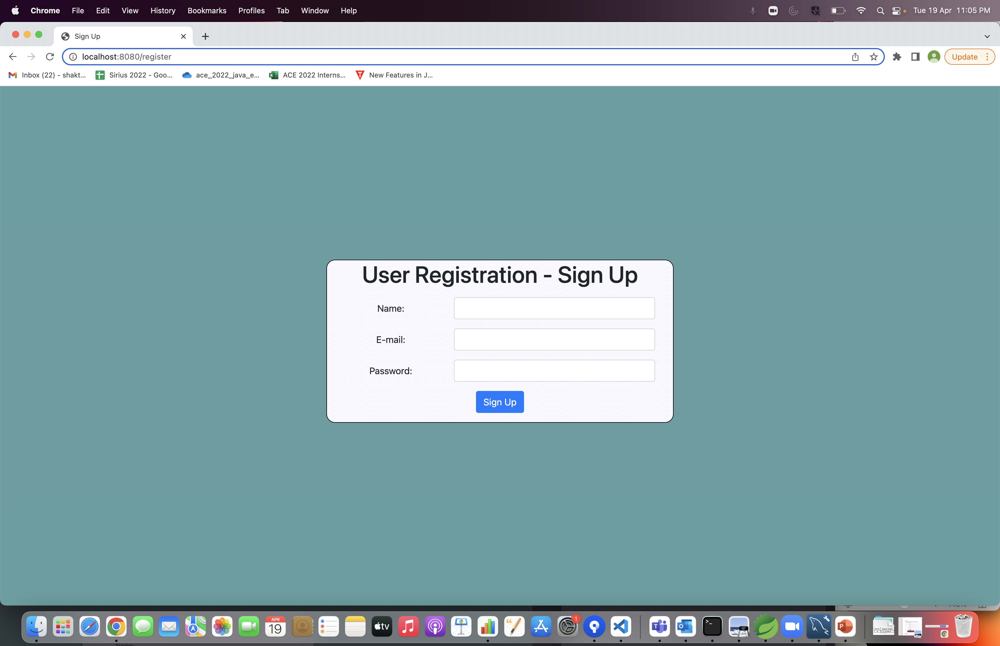 Chrome File Edit View History Bookmarks Profiles Tab Window Help Tue 19 Apr 11:05 PM
Sign Up
localhost:8080/register
Update
Inbox (22) - shakt... Sirius 2022 - Goo... ace_2022_java_e... ACE 2022 Interns... New Features in J...
User Registration - Sign Up
Name:
E-mail:
Password:
Sign Up
APR
19
tv
1